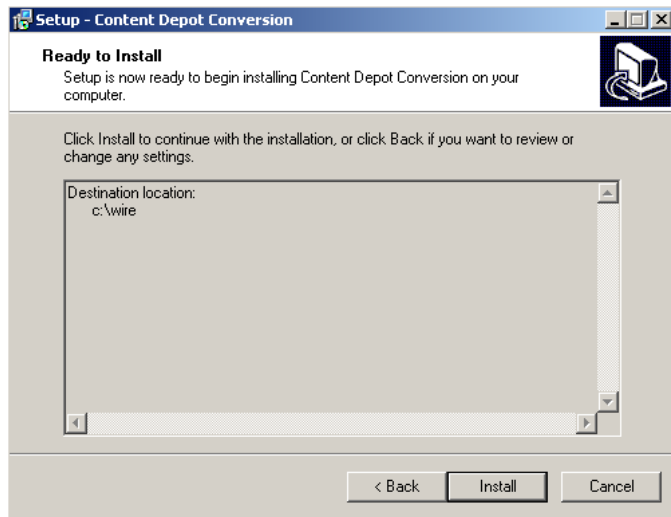 Setup - Content Depot Conversion
Ready to Install
Setup is now ready to begin installing Content Depot Conversion on your
computer.
Click Install to continue with the installation, or click Back if you want to review or
change any settings.
Destination location:
c:\wire
< Back
Install
Cancel